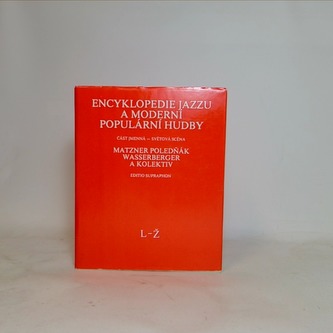 ENCYKLOPEDIE JAZZU
A MODERNÍ
POPULÁRNÍ HUDBY
ČÁST JMENNÁ — SVĚTOVÁ SCÉNA
MATZNER POLEDŇÁK
WASSERBERGER
A KOLEKTIV
EDITIO SUPRAPHON
L–Ž